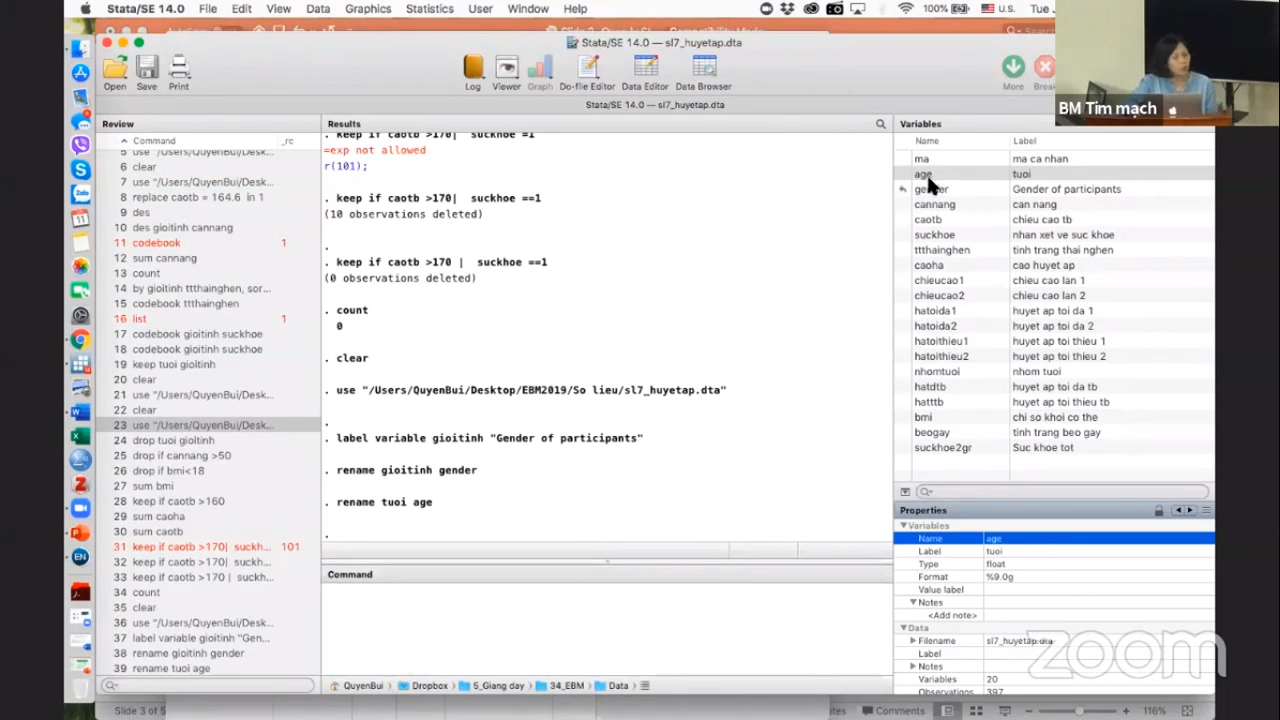 Stata/SE 14.0 File Edit View Data Graphics Statistics User Window Help 100% U.S. Tue
Stata/SE 14.0 — sl7_huyetap.dta
Open Save Print Log Viewer Graph Do-file Editor Data Editor Data Browser More Break
Stata/SE 14.0 — sl7_huyetap.dta
BM Tim mạch
Review
Command _rc
5 use "/Users/QuyenBui/Desk...
6 clear
7 use "/Users/QuyenBui/Desk...
8 replace caotb = 164.6 in 1
9 des
10 des gioitinh cannang
11 codebook 1
12 sum cannang
13 count
14 by gioitinh ttthainghen, sor...
15 codebook ttthainghen
16 list 1
17 codebook gioitinh suckhoe
18 codebook gioitinh suckhoe
19 keep tuoi gioitinh
20 clear
21 use "/Users/QuyenBui/Desk...
22 clear
23 use "/Users/QuyenBui/Desk...
24 drop tuoi gioitinh
25 drop if cannang >50
26 drop if bmi<18
27 sum bmi
28 keep if caotb >160
29 sum caoha
30 sum caotb
31 keep if caotb >170| suckh... 101
32 keep if caotb >170| suckh...
33 keep if caotb >170 | suckh...
34 count
35 clear
36 use "/Users/QuyenBui/Desk...
37 label variable gioitinh "Gen...
38 rename gioitinh gender
39 rename tuoi age
Results
. keep if caotb >170| suckhoe =1
=exp not allowed
r(101);
. keep if caotb >170| suckhoe ==1
(10 observations deleted)
.
. keep if caotb >170 | suckhoe ==1
(0 observations deleted)
. count
0
. clear
. use "/Users/QuyenBui/Desktop/EBM2019/So lieu/sl7_huyetap.dta"
.
. label variable gioitinh "Gender of participants"
. rename gioitinh gender
. rename tuoi age
.
Command
QuyenBui Dropbox 5_Giang day 34_EBM Data
Variables
Name Label
ma ma ca nhan
age tuoi
gender Gender of participants
cannang can nang
caotb chieu cao tb
suckhoe nhan xet ve suc khoe
ttthainghen tinh trang thai nghen
caoha cao huyet ap
chieucao1 chieu cao lan 1
chieucao2 chieu cao lan 2
hatoida1 huyet ap toi da 1
hatoida2 huyet ap toi da 2
hatoithieu1 huyet ap toi thieu 1
hatoithieu2 huyet ap toi thieu 2
nhomtuoi nhom tuoi
hatdtb huyet ap toi da tb
hatttb huyet ap toi thieu tb
bmi chi so khoi co the
beogay tinh trang beo gay
suckhoe2gr Suc khoe tot
Properties
Variables
Name age
Label tuoi
Type float
Format %9.0g
Value label
Notes
<Add note>
Data
Filename sl7_huyetap.dta
Label
Notes
Variables 20
Observations 397
zoom
Slide 3 of 5 Comments 116%